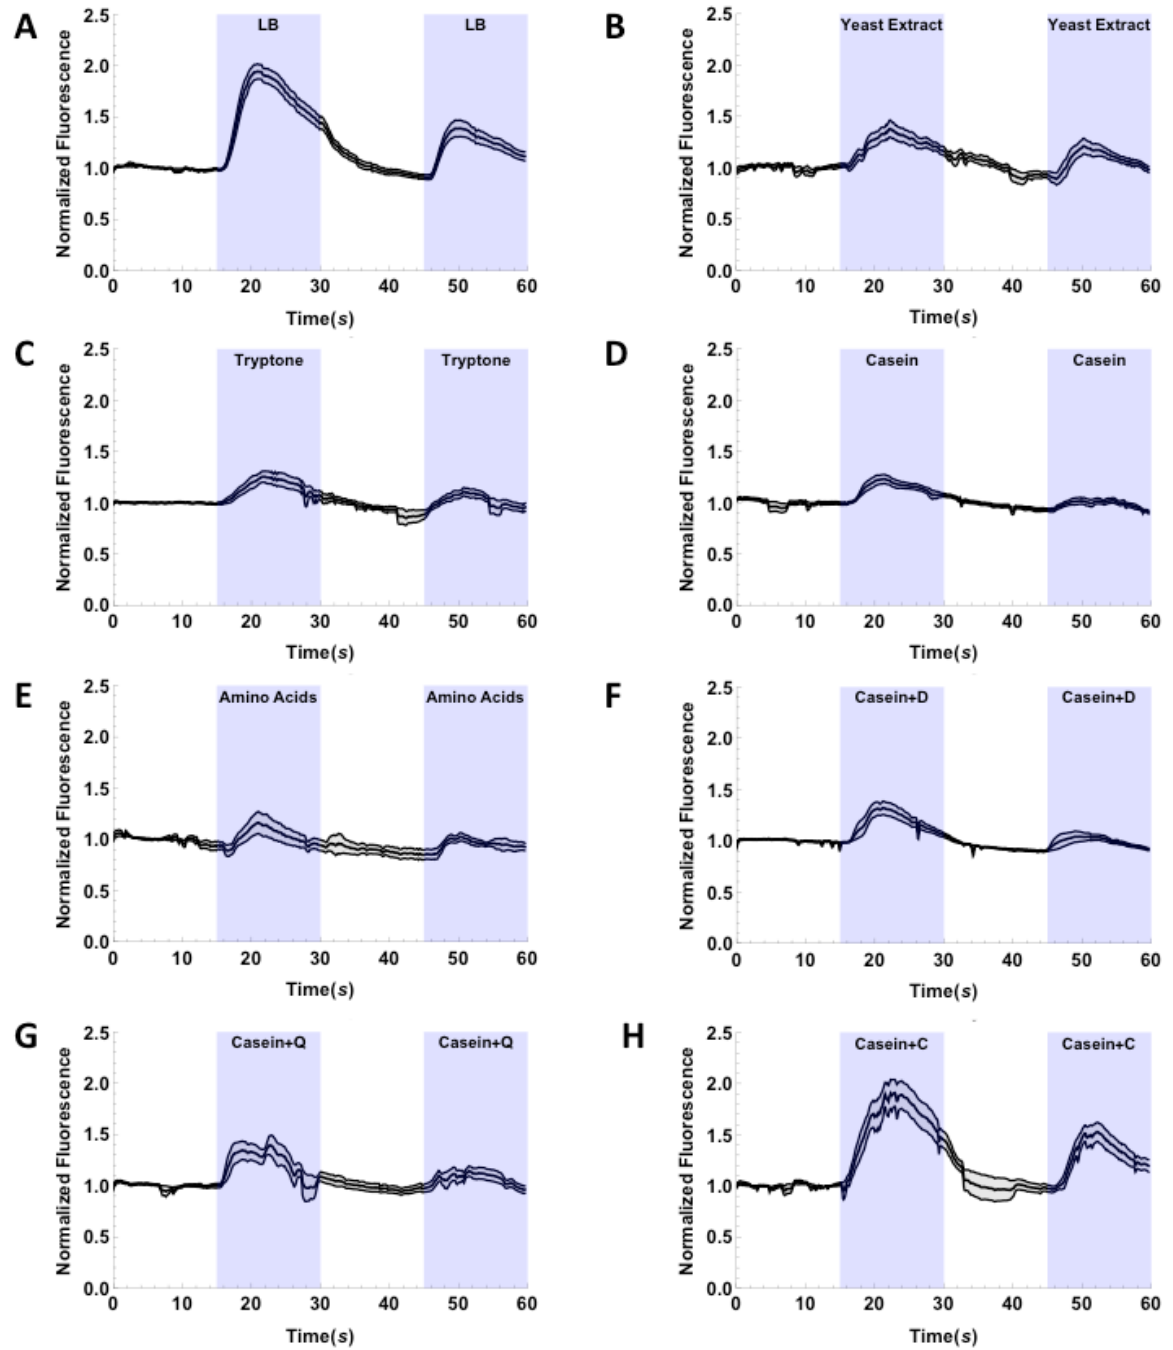 A
Normalized Fluorescence
2.5
2.0
1.5
1.0
0.5
0.0
LB
LB
0 10 20 30 40 50 60
Time(s)
B
Normalized Fluorescence
2.5
2.0
1.5
1.0
0.5
0.0
Yeast Extract
Yeast Extract
0 10 20 30 40 50 60
Time(s)
C
Normalized Fluorescence
2.5
2.0
1.5
1.0
0.5
0.0
Tryptone
Tryptone
0 10 20 30 40 50 60
Time(s)
D
Normalized Fluorescence
2.5
2.0
1.5
1.0
0.5
0.0
Casein
Casein
0 10 20 30 40 50 60
Time(s)
E
Normalized Fluorescence
2.5
2.0
1.5
1.0
0.5
0.0
Amino Acids
Amino Acids
0 10 20 30 40 50 60
Time(s)
F
Normalized Fluorescence
2.5
2.0
1.5
1.0
0.5
0.0
Casein+D
Casein+D
0 10 20 30 40 50 60
Time(s)
G
Normalized Fluorescence
2.5
2.0
1.5
1.0
0.5
0.0
Casein+Q
Casein+Q
0 10 20 30 40 50 60
Time(s)
H
Normalized Fluorescence
2.5
2.0
1.5
1.0
0.5
0.0
Casein+C
Casein+C
0 10 20 30 40 50 60
Time(s)